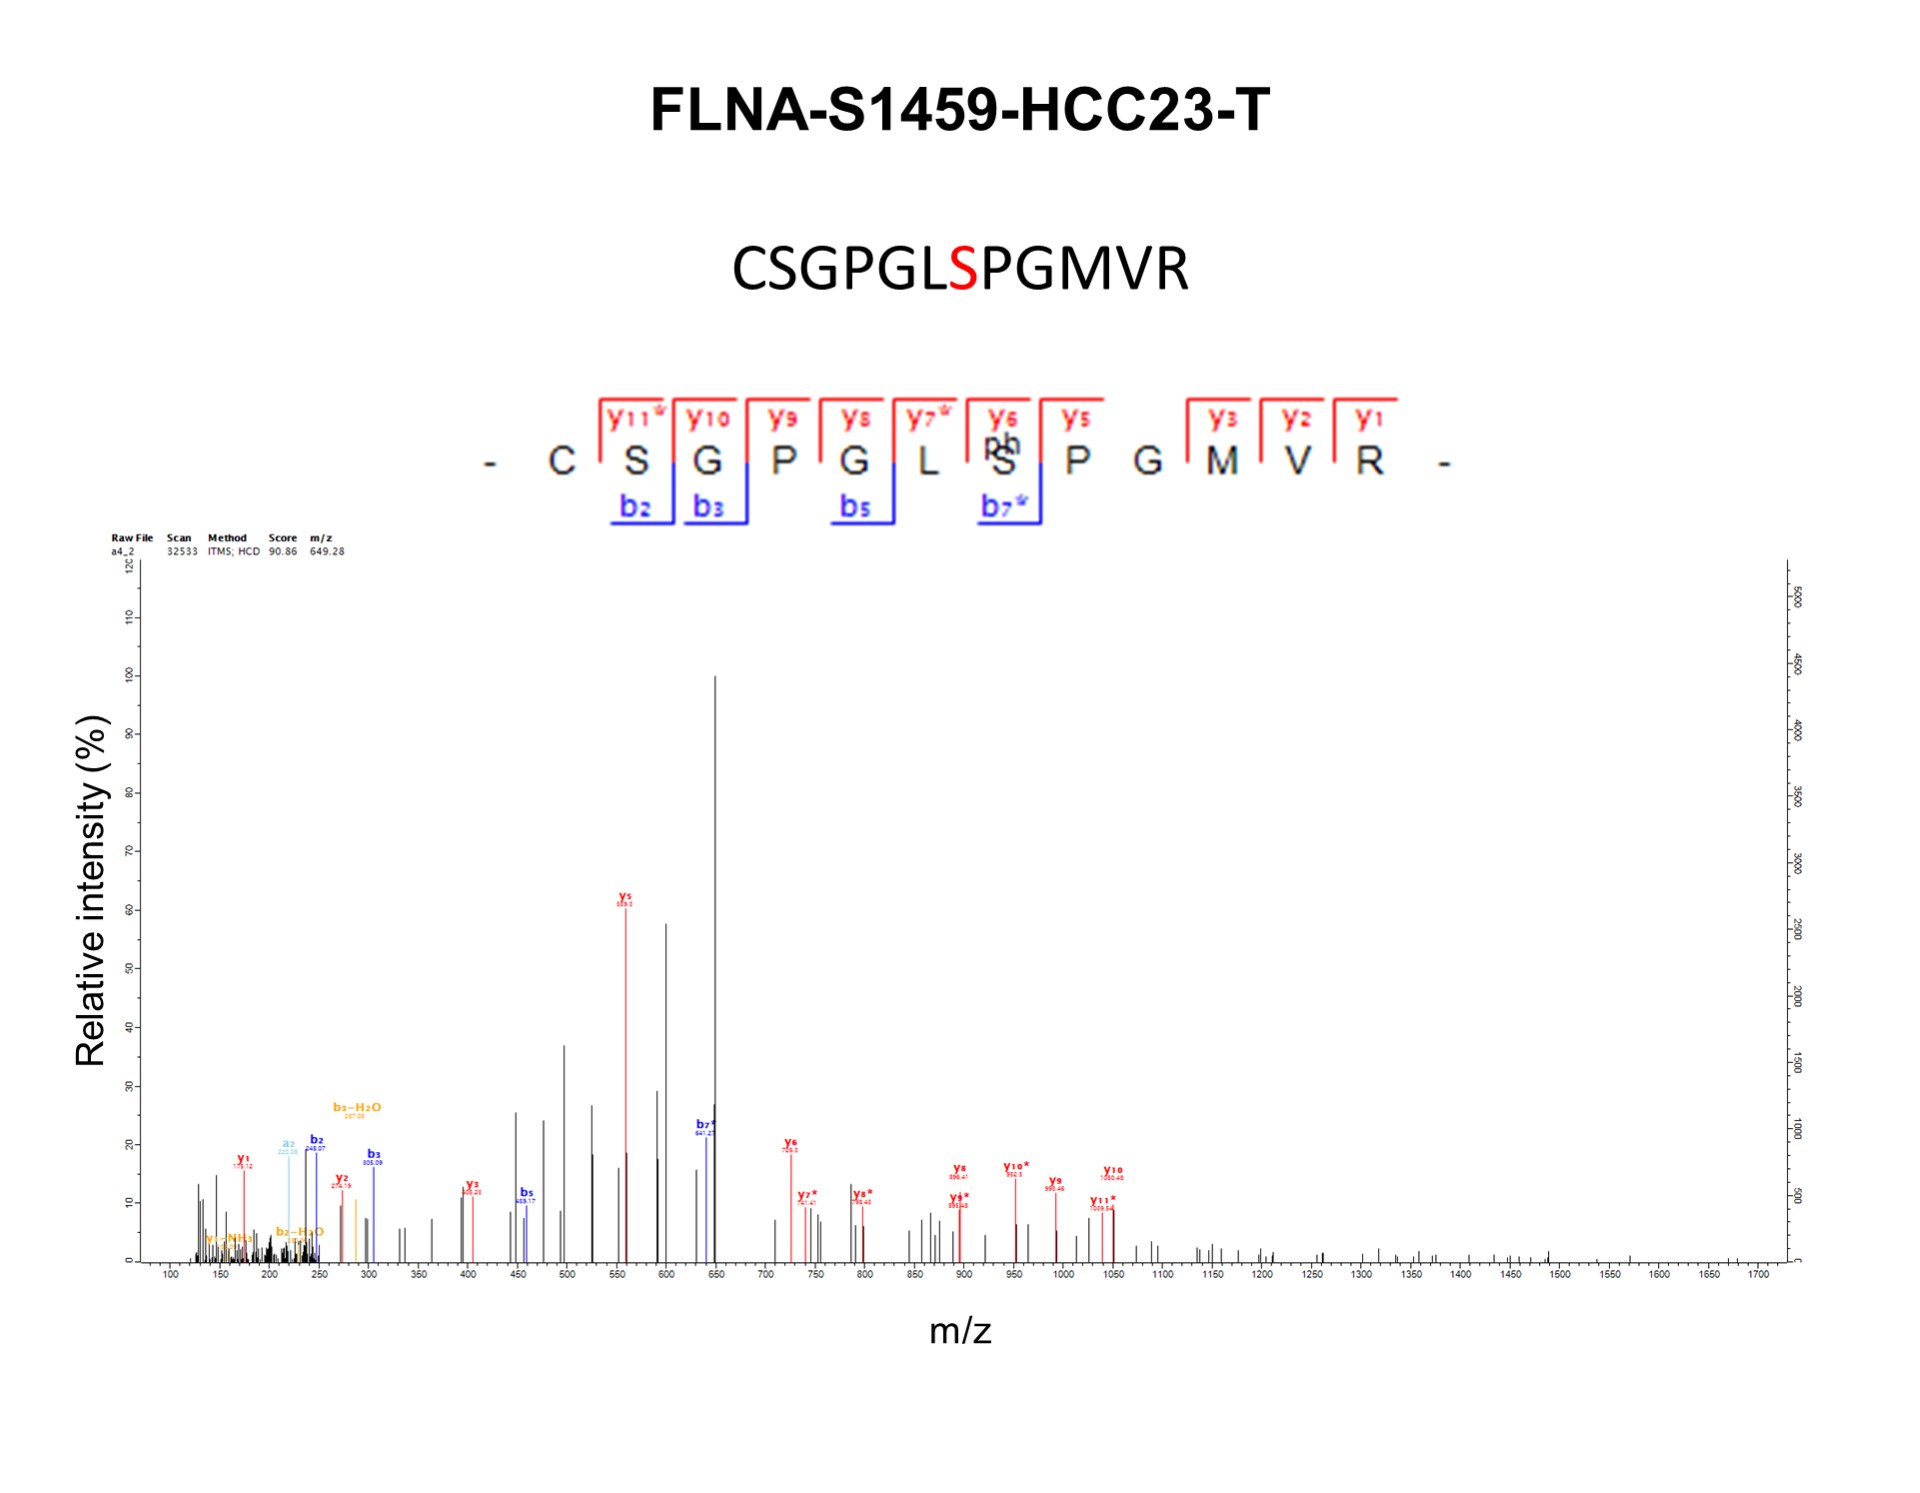 FLNA-S1459-HCC23-T
CSGPGLSPGMVR
y11* y10 y9 y8 y7* y6 y5 y3 y2 y1
ph
- C S G P G L S P G M V R -
b2 b3 b5 b7*
Raw File Scan Method Score m/z
a4_2 32533 ITMS; HCD 90.86 649.28
Relative intensity (%)
120
110
100
90
80
70
60
50
40
30
20
10
0
5000
4500
4000
3500
3000
2500
2000
1500
1000
500
0
y5
b3-H2O
b7*
a2
b2
y6
b3
y1
y2
y3
b5
y7*
y8*
y8
y9*
y10*
y9
y10
y11*
y1-NH3
b2-H2O
100 150 200 250 300 350 400 450 500 550 600 650 700 750 800 850 900 950 1000 1050 1100 1150 1200 1250 1300 1350 1400 1450 1500 1550 1600 1650 1700
m/z